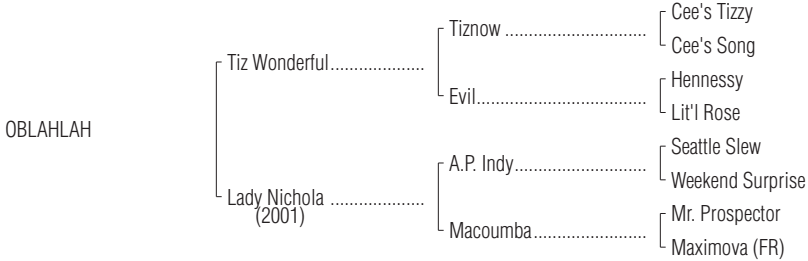 Cee's Tizzy
Tiznow ................................
Cee's Song
Tiz Wonderful.....................
Hennessy
Evil.......................................
Lit'l Rose
OBLAHLAH
Seattle Slew
A.P. Indy..............................
Weekend Surprise
Lady Nichola .....................
(2001)
Mr. Prospector
Macoumba..........................
Maximova (FR)